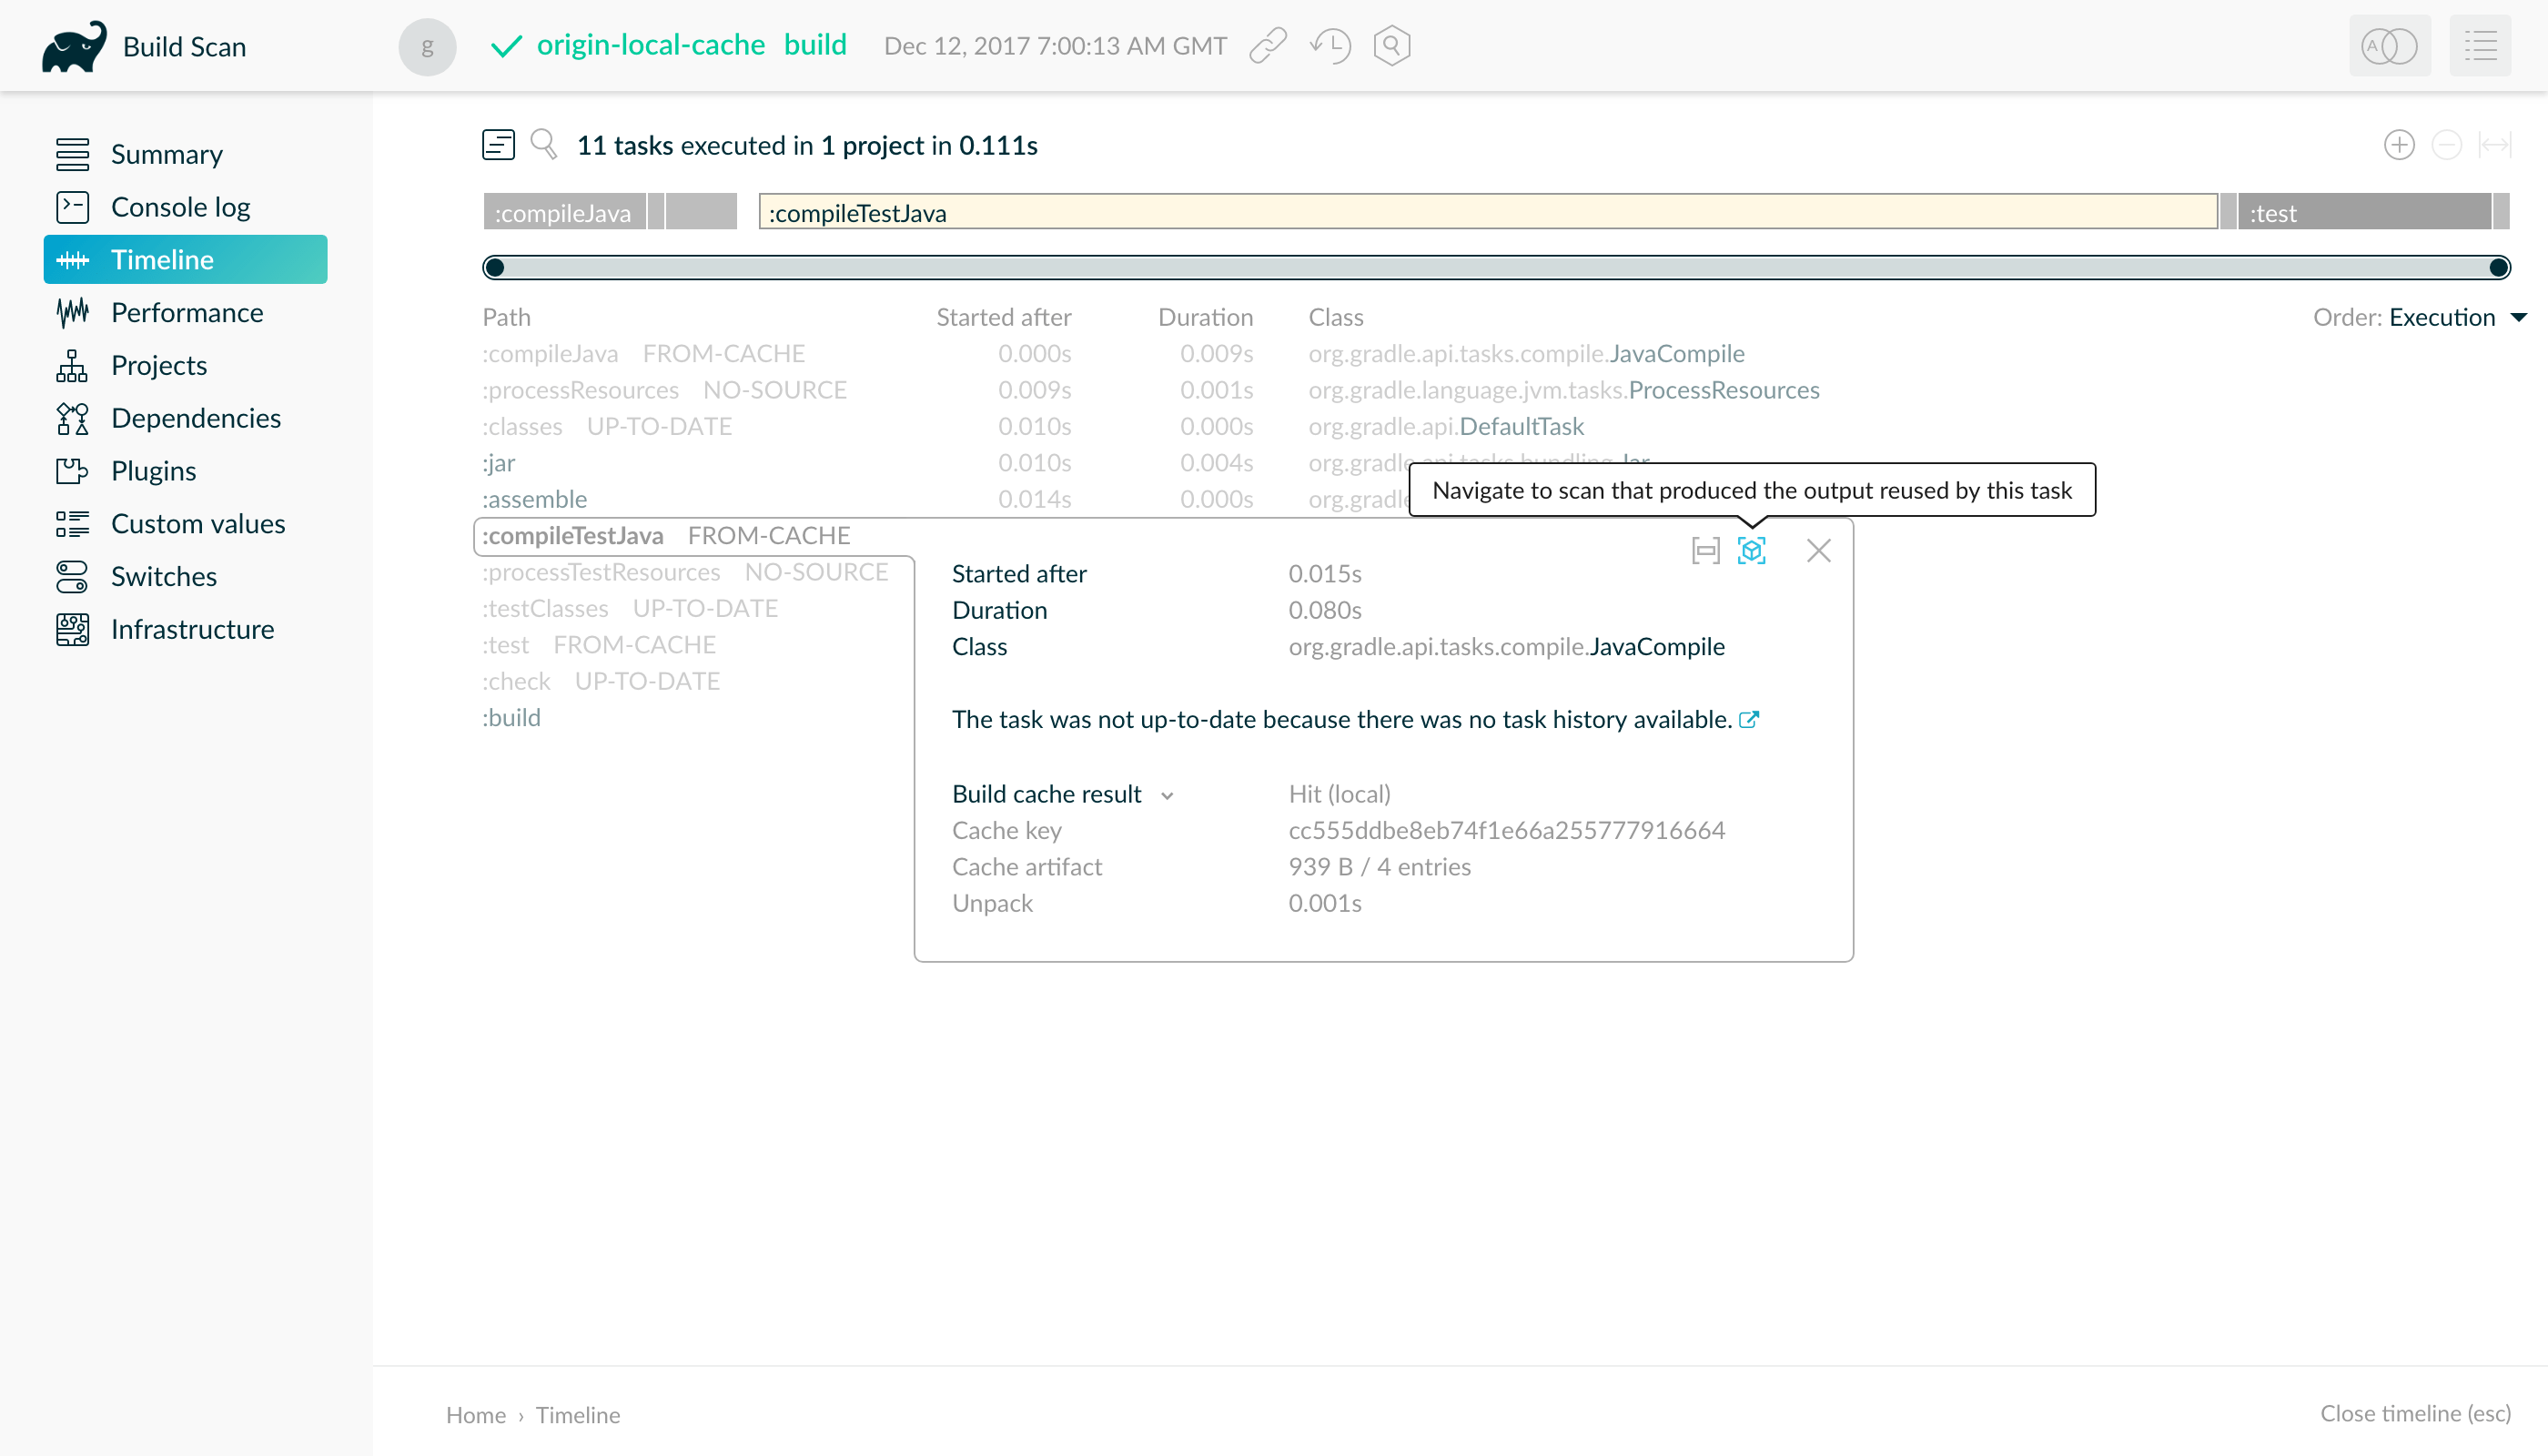 Build Scan
g origin-local-cache build Dec 12, 2017 7:00:13 AM GMT
A
Summary
Console log
Timeline
Performance
Projects
Dependencies
Plugins
Custom values
Switches
Infrastructure
11 tasks executed in 1 project in 0.111s
:compileJava :compileTestJava :test
Path Started after Duration Class Order: Execution
:compileJava FROM-CACHE 0.000s 0.009s org.gradle.api.tasks.compile.JavaCompile
:processResources NO-SOURCE 0.009s 0.001s org.gradle.language.jvm.tasks.ProcessResources
:classes UP-TO-DATE 0.010s 0.000s org.gradle.api.DefaultTask
:jar 0.010s 0.004s org.gradle.api.tasks.bundling.Jar
:assemble 0.014s 0.000s org.gradle
Navigate to scan that produced the output reused by this task
:compileTestJava FROM-CACHE
:processTestResources NO-SOURCE
:testClasses UP-TO-DATE
:test FROM-CACHE
:check UP-TO-DATE
:build
Started after 0.015s
Duration 0.080s
Class org.gradle.api.tasks.compile.JavaCompile
The task was not up-to-date because there was no task history available.
Build cache result Hit (local)
Cache key cc555ddbe8eb74f1e66a255777916664
Cache artifact 939 B / 4 entries
Unpack 0.001s
Home › Timeline
Close timeline (esc)